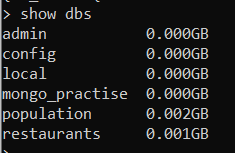 > show dbs
admin 0.000GB
config 0.000GB
local 0.000GB
mongo_practise 0.000GB
population 0.002GB
restaurants 0.001GB